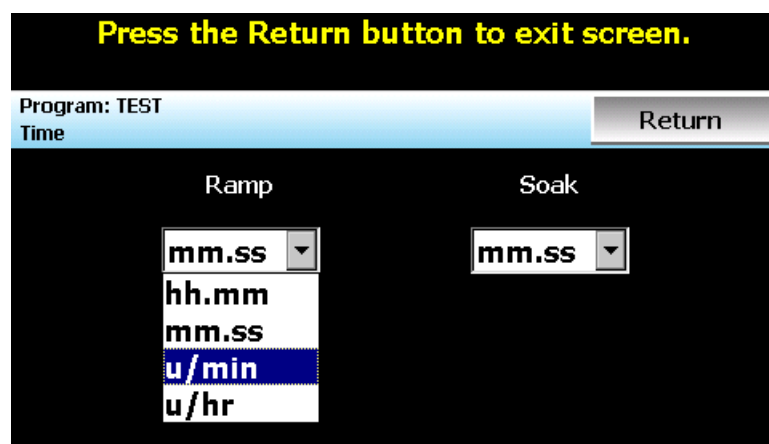 Press the Return button to exit screen.
Program: TEST
Time
Return
Ramp
Soak
mm.ss
mm.ss
hh.mm
mm.ss
u/min
u/hr